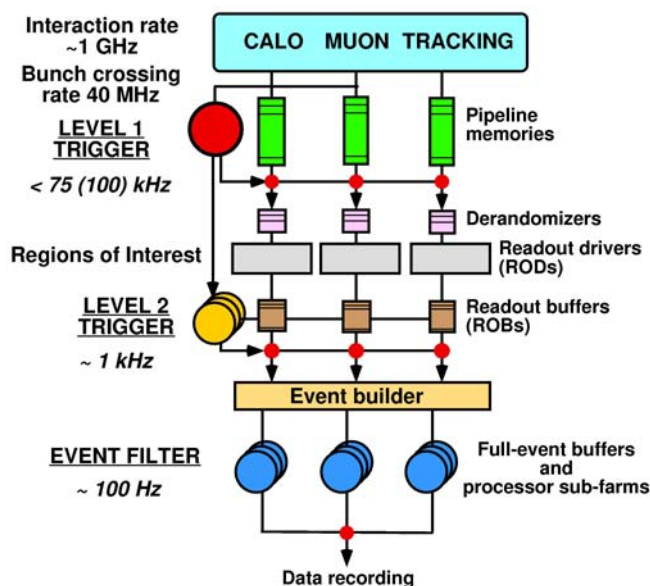 Interaction rate
~1 GHz
CALO MUON TRACKING
Bunch crossing
rate 40 MHz
LEVEL 1
TRIGGER
< 75 (100) kHz
Pipeline
memories
Derandomizers
Regions of Interest
Readout drivers
(RODs)
LEVEL 2
TRIGGER
~ 1 kHz
Readout buffers
(ROBs)
Event builder
EVENT FILTER
~ 100 Hz
Full-event buffers
and
processor sub-farms
Data recording